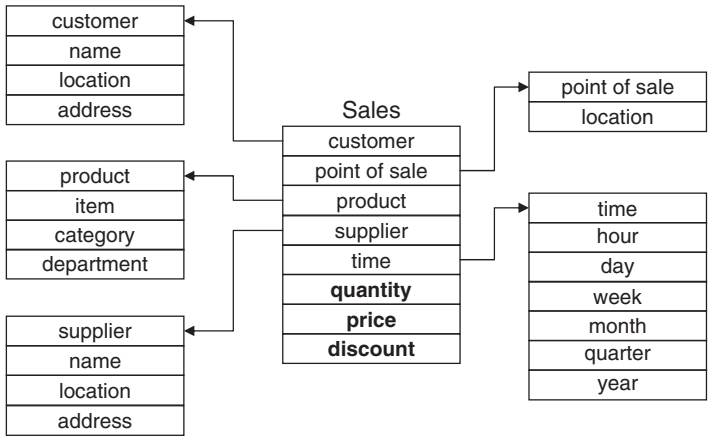 customer
name
location
address
product
item
category
department
supplier
name
location
address
Sales
customer
point of sale
product
supplier
time
quantity
price
discount
point of sale
location
time
hour
day
week
month
quarter
year